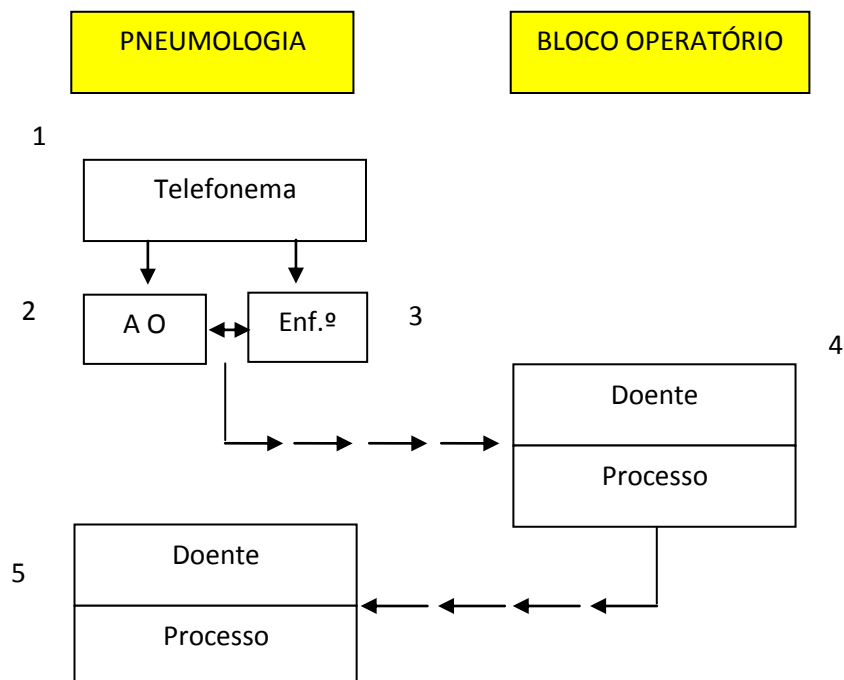 PNEUMOLOGIA
BLOCO OPERATÓRIO
1
Telefonema
2
A O
Enf.º
3
4
Doente
Processo
5
Doente
Processo